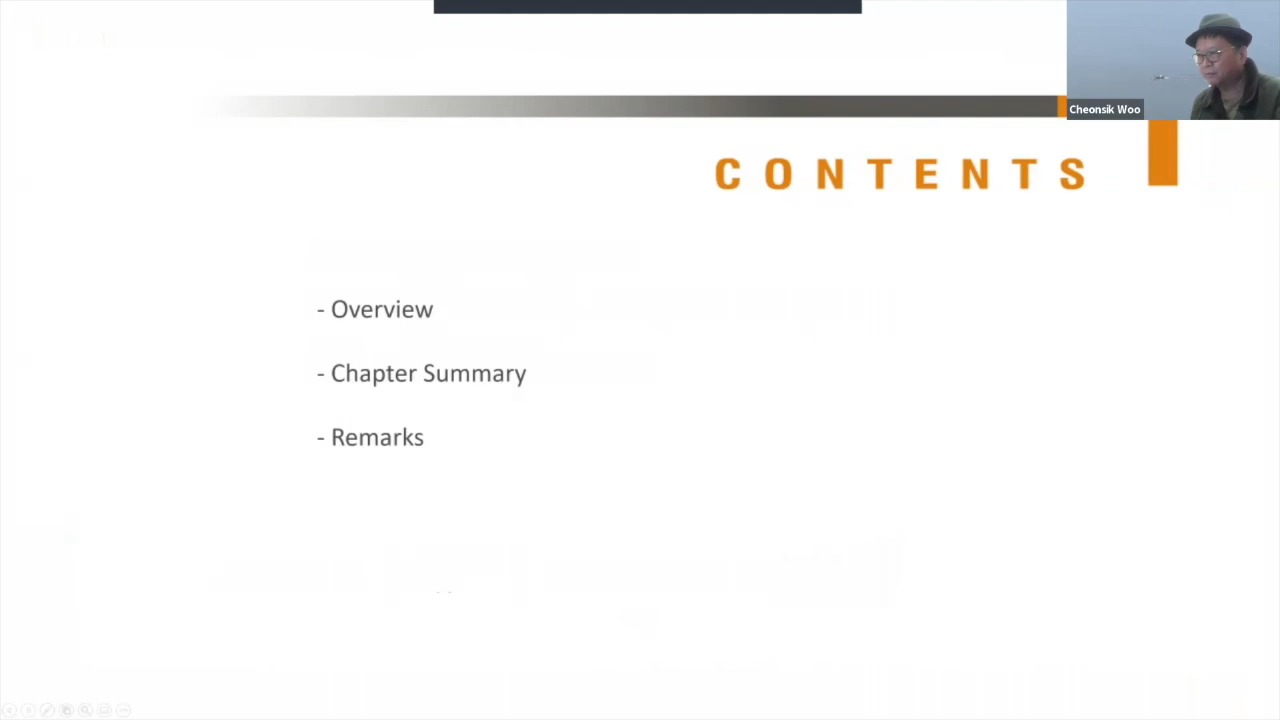 Cheonsik Woo
CONTENTS
- Overview
- Chapter Summary
- Remarks